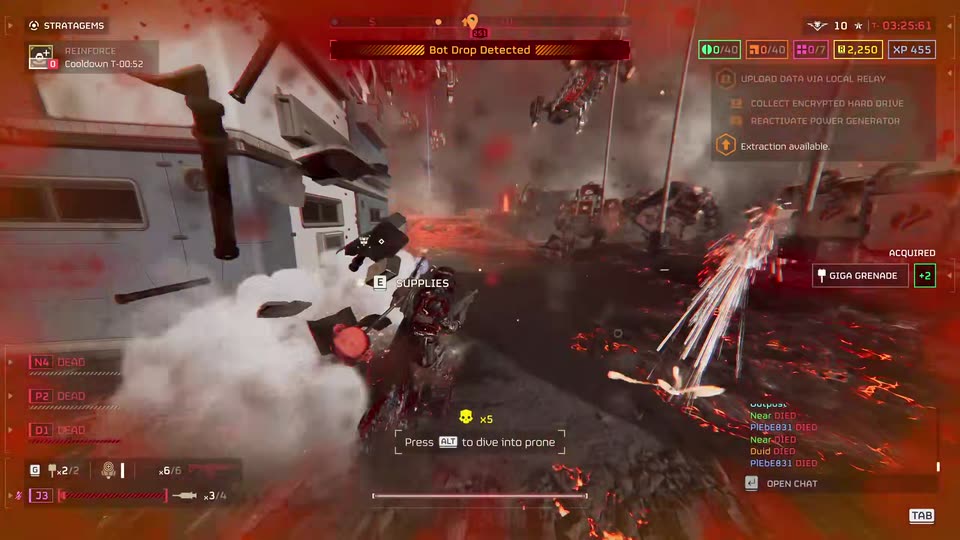 STRATAGEMS
REINFORCE
0 Cooldown T-00:52
S
251
Bot Drop Detected
10 T- 03:25:61
0/40 0/40 0/7 2,250 XP 455
UPLOAD DATA VIA LOCAL RELAY
COLLECT ENCRYPTED HARD DRIVE
REACTIVATE POWER GENERATOR
Extraction available.
ACQUIRED
GIGA GRENADE +2
E SUPPLIES
N4 DEAD
P2 DEAD
D1 DEAD
x5
Press ALT to dive into prone
G x2/2 x6/6
J3 x3/4
Outpost
Near DIED
PlEbE831 DIED
Near DIED
Duid DIED
PlEbE831 DIED
OPEN CHAT
TAB